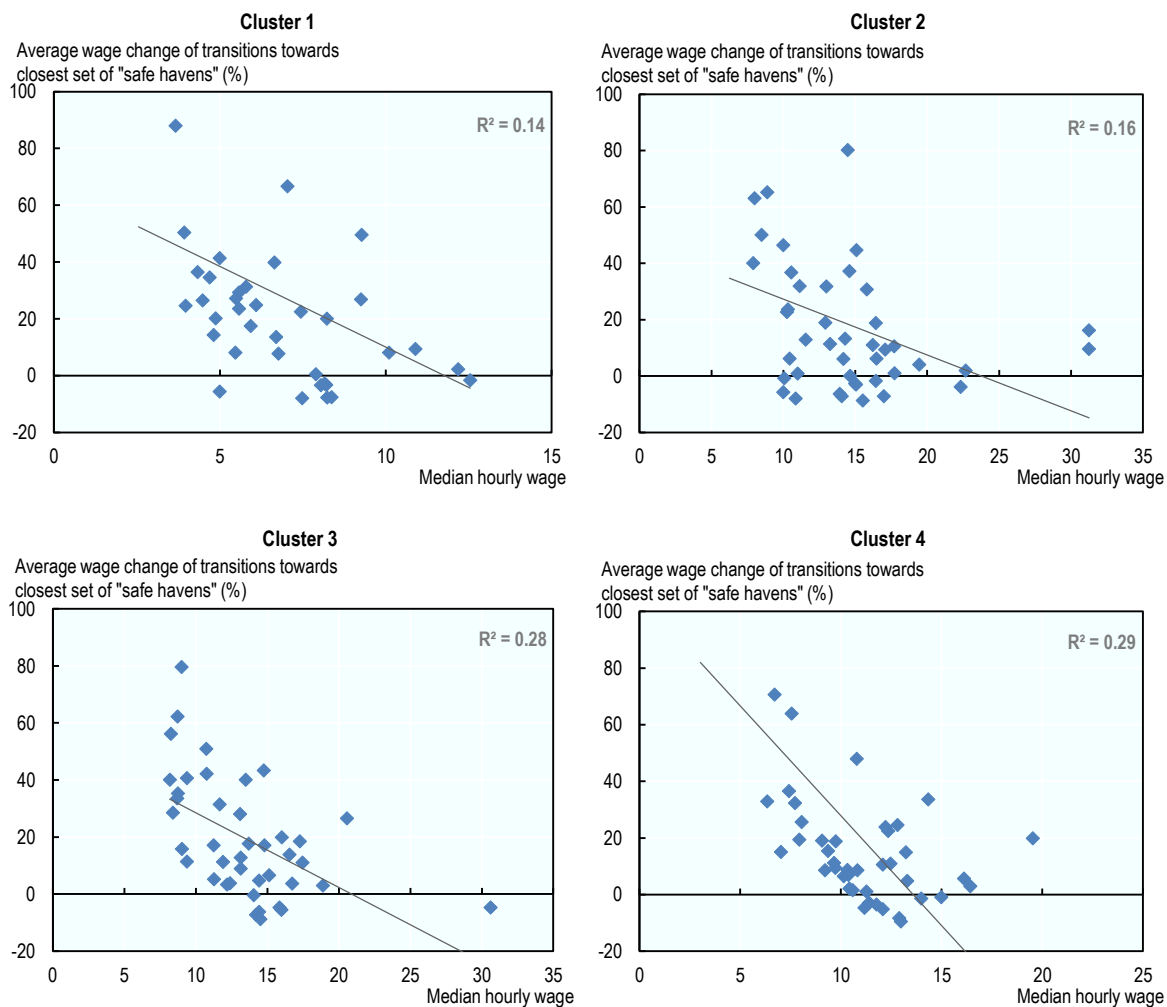 Cluster 1
Average wage change of transitions towards
closest set of "safe havens" (%)
100
80
60
40
20
0
-20
R² = 0.14
0 5 10 15
Median hourly wage
Cluster 2
Average wage change of transitions towards
closest set of "safe havens" (%)
100
80
60
40
20
0
-20
R² = 0.16
0 5 10 15 20 25 30 35
Median hourly wage
Cluster 3
Average wage change of transitions towards
closest set of "safe havens" (%)
100
80
60
40
20
0
-20
R² = 0.28
0 5 10 15 20 25 30 35
Median hourly wage
Cluster 4
Average wage change of transitions towards
closest set of "safe havens" (%)
100
80
60
40
20
0
-20
R² = 0.29
0 5 10 15 20 25
Median hourly wage